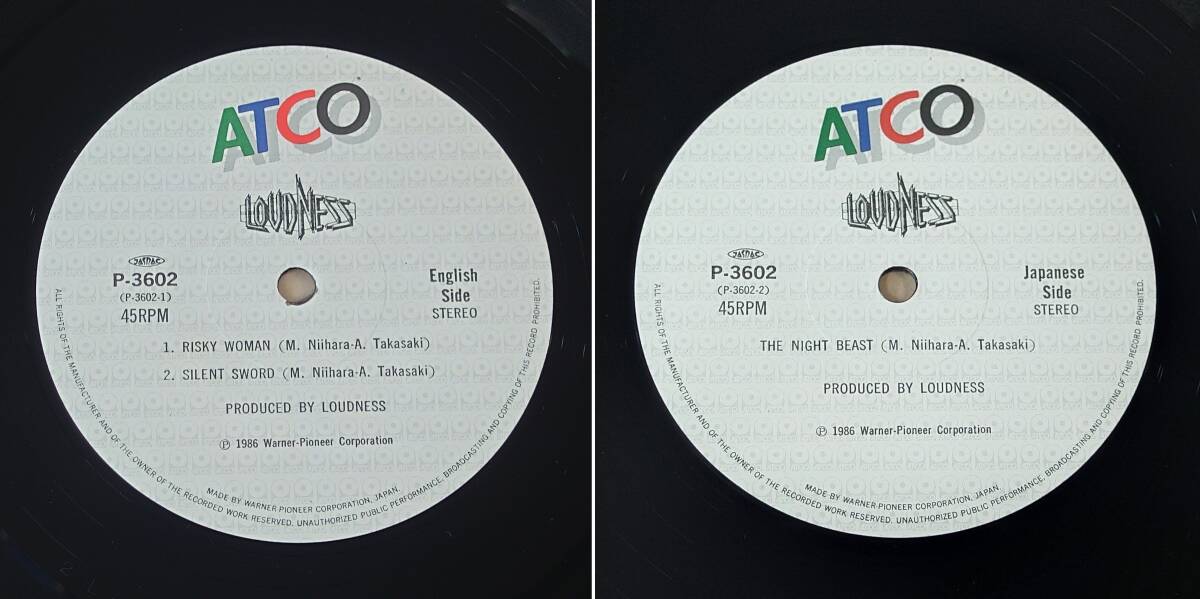 ATCO
LOUDNESS
JASRAC
P-3602
(P-3602-1)
45RPM
English
Side
STEREO
1. RISKY WOMAN (M. Niihara-A. Takasaki)
2. SILENT SWORD (M. Niihara-A. Takasaki)
PRODUCED BY LOUDNESS
Ⓟ 1986 Warner-Pioneer Corporation
MADE BY WARNER-PIONEER CORPORATION, JAPAN.
ALL RIGHTS OF THE MANUFACTURER AND OF THE OWNER OF THE RECORDED WORK RESERVED. UNAUTHORIZED PUBLIC PERFORMANCE, BROADCASTING AND COPYING OF THIS RECORD PROHIBITED.
ATCO
LOUDNESS
JASRAC
P-3602
(P-3602-2)
45RPM
Japanese
Side
STEREO
THE NIGHT BEAST (M. Niihara-A. Takasaki)
PRODUCED BY LOUDNESS
Ⓟ 1986 Warner-Pioneer Corporation
MADE BY WARNER-PIONEER CORPORATION, JAPAN.
ALL RIGHTS OF THE MANUFACTURER AND OF THE OWNER OF THE RECORDED WORK RESERVED. UNAUTHORIZED PUBLIC PERFORMANCE, BROADCASTING AND COPYING OF THIS RECORD PROHIBITED.